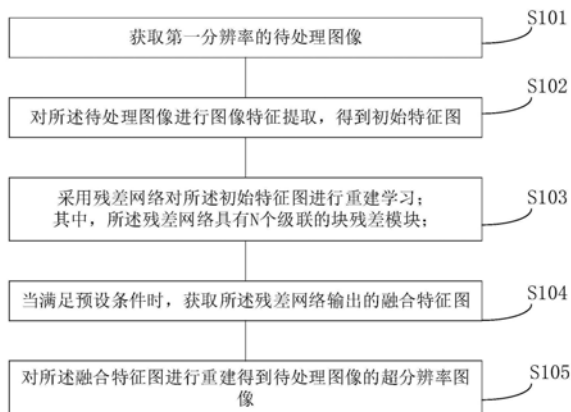 获取第一分辨率的待处理图像
S101
对所述待处理图像进行图像特征提取，得到初始特征图
S102
采用残差网络对所述初始特征图进行重建学习；
其中，所述残差网络具有N个级联的块残差模块；
S103
当满足预设条件时，获取所述残差网络输出的融合特征图
S104
对所述融合特征图进行重建得到待处理图像的超分辨率图
像
S105